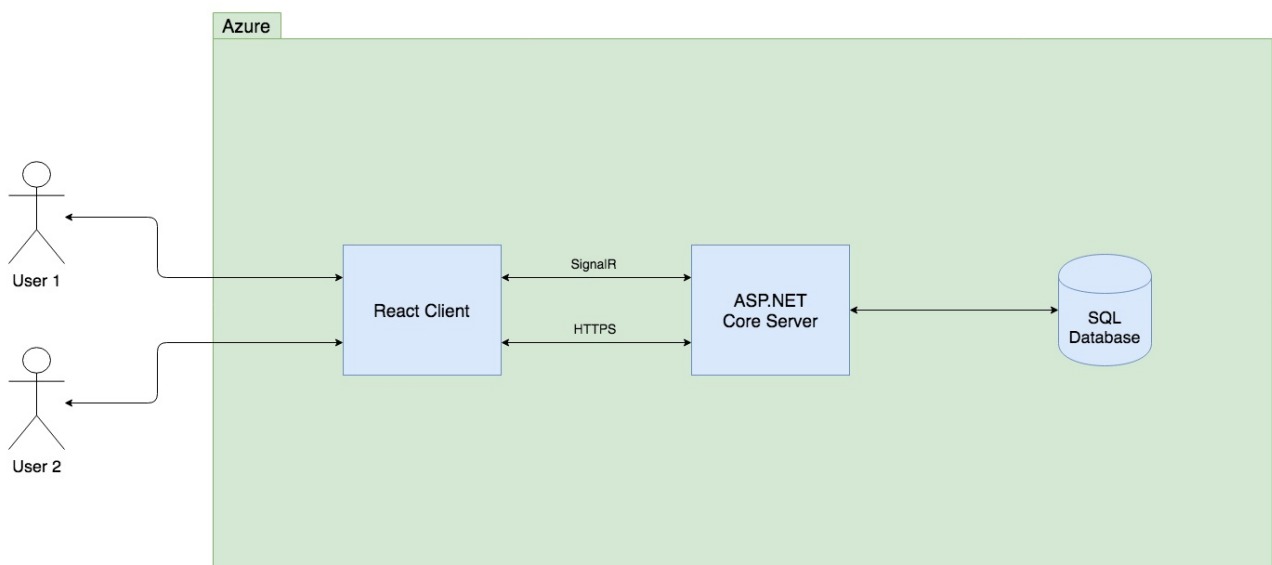 Azure
User 1
User 2
React Client
SignalR
HTTPS
ASP.NET
Core Server
SQL
Database